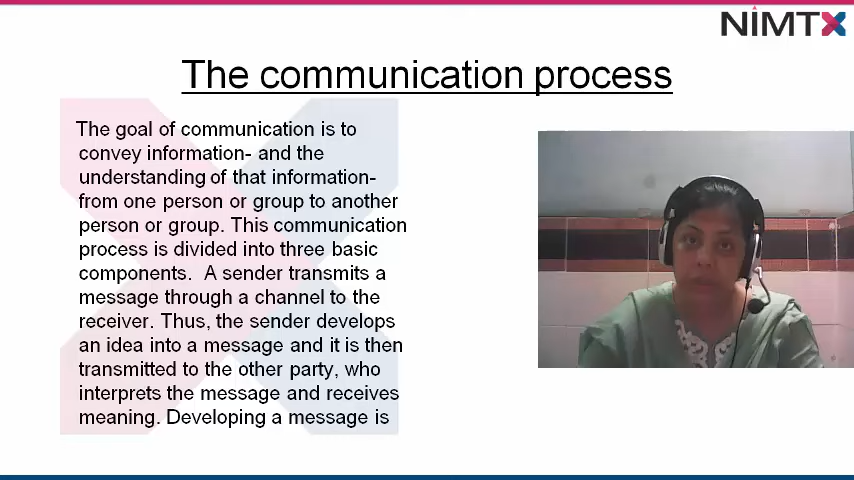 NiMTX
The communication process
The goal of communication is to
convey information- and the
understanding of that information-
from one person or group to another
person or group. This communication
process is divided into three basic
components.  A sender transmits a
message through a channel to the
receiver. Thus, the sender develops
an idea into a message and it is then
transmitted to the other party, who
interprets the message and receives
meaning. Developing a message is